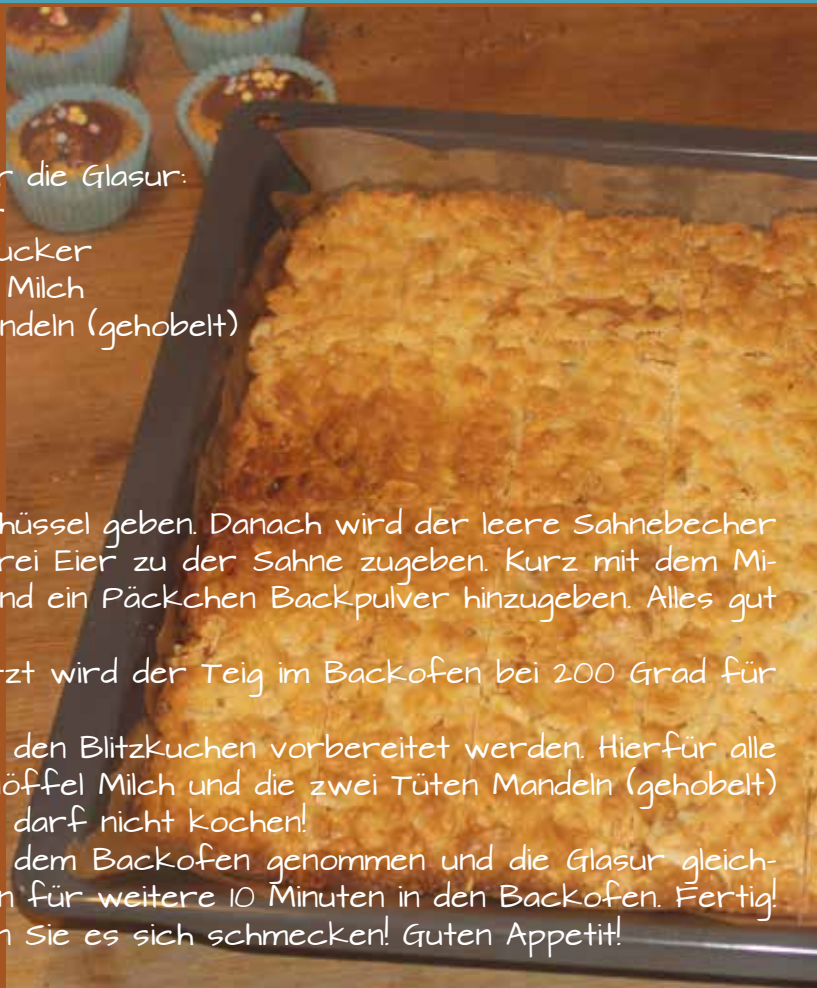 r die Glasur:
r
ucker
Milch
ndeln (gehobelt)
hüssel geben. Danach wird der leere Sahnebecher
rei Eier zu der Sahne zugeben. Kurz mit dem Mi-
nd ein Päckchen Backpulver hinzugeben. Alles gut
tzt wird der Teig im Backofen bei 200 Grad für
den Blitzkuchen vorbereitet werden. Hierfür alle
öffel Milch und die zwei Tüten Mandeln (gehobelt)
darf nicht kochen!
dem Backofen genommen und die Glasur gleich-
n für weitere 10 Minuten in den Backofen. Fertig!
n Sie es sich schmecken! Guten Appetit!